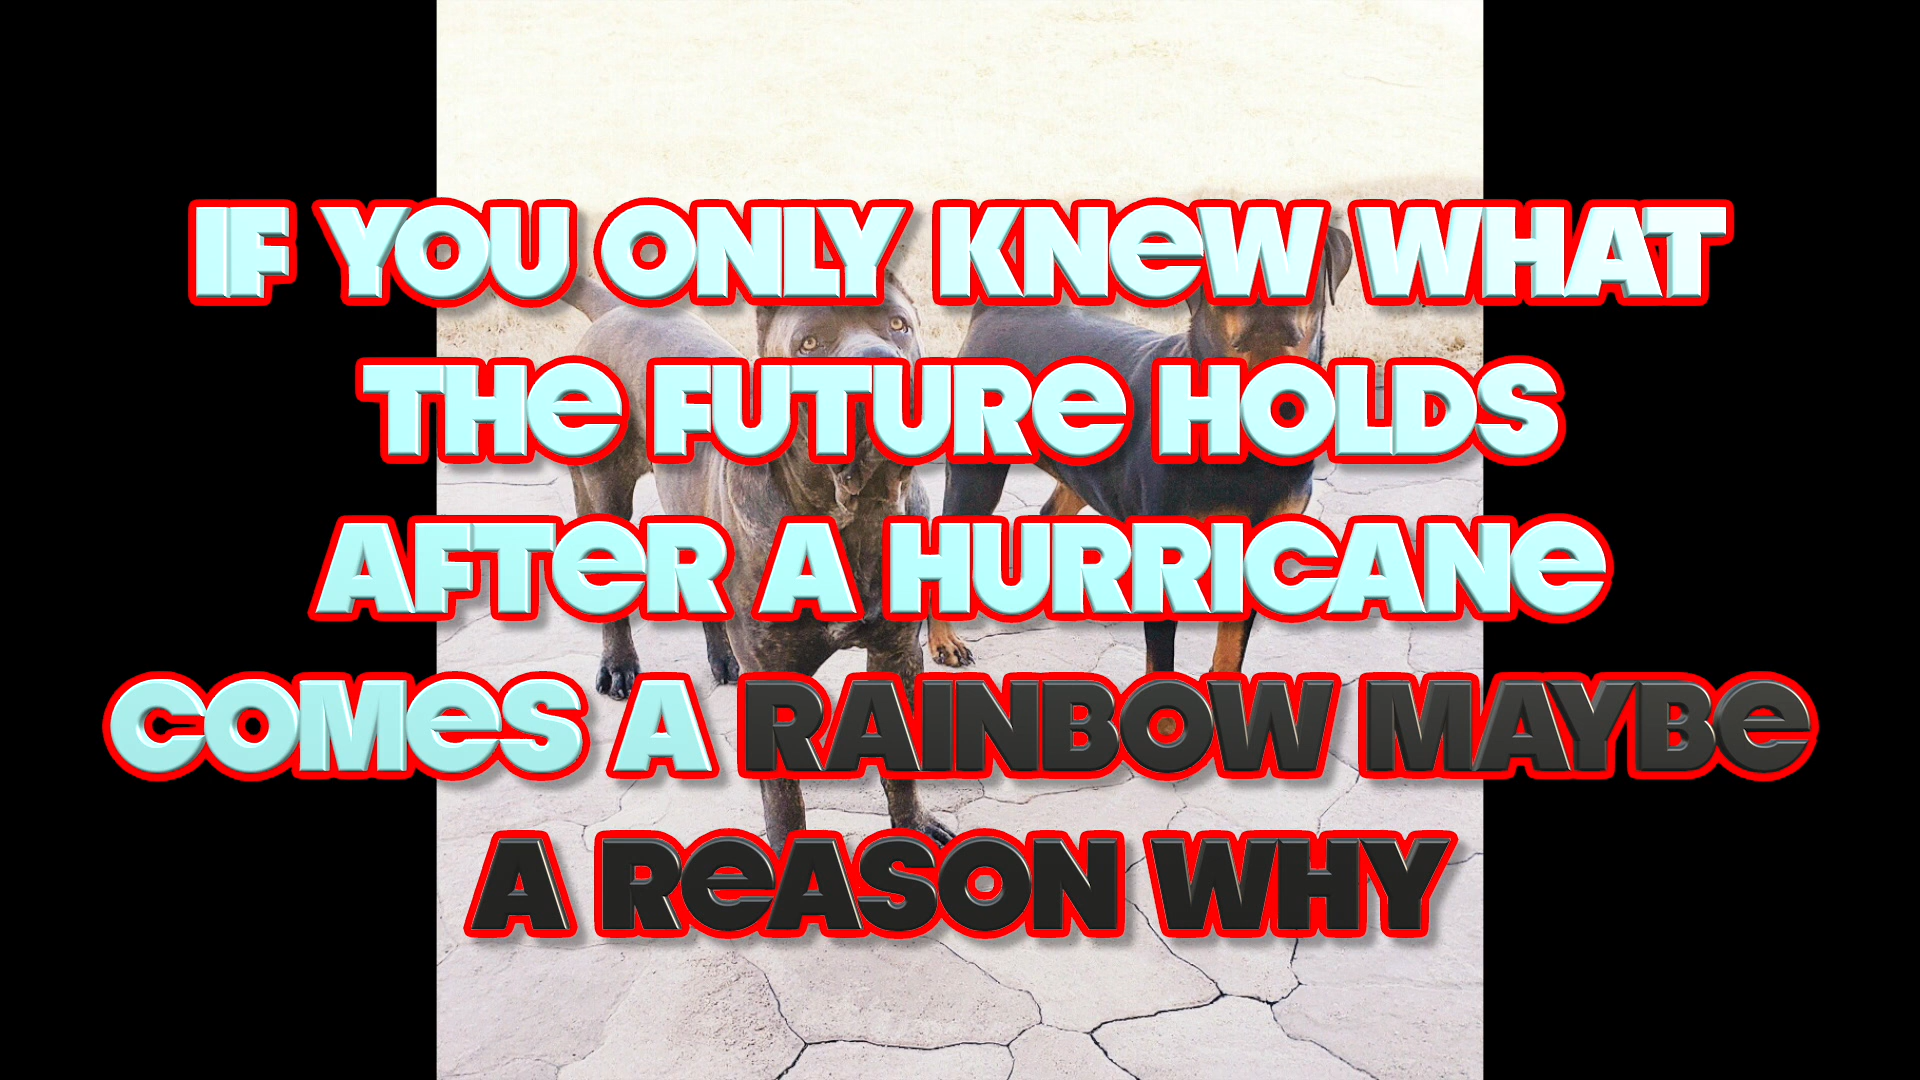 IF YOU ONLY KNeW WHAT
THe FUTURe HOLDS
AFTeR A HURRICANe
COMeS A RAINBOW MAYBe
A ReASON WHY